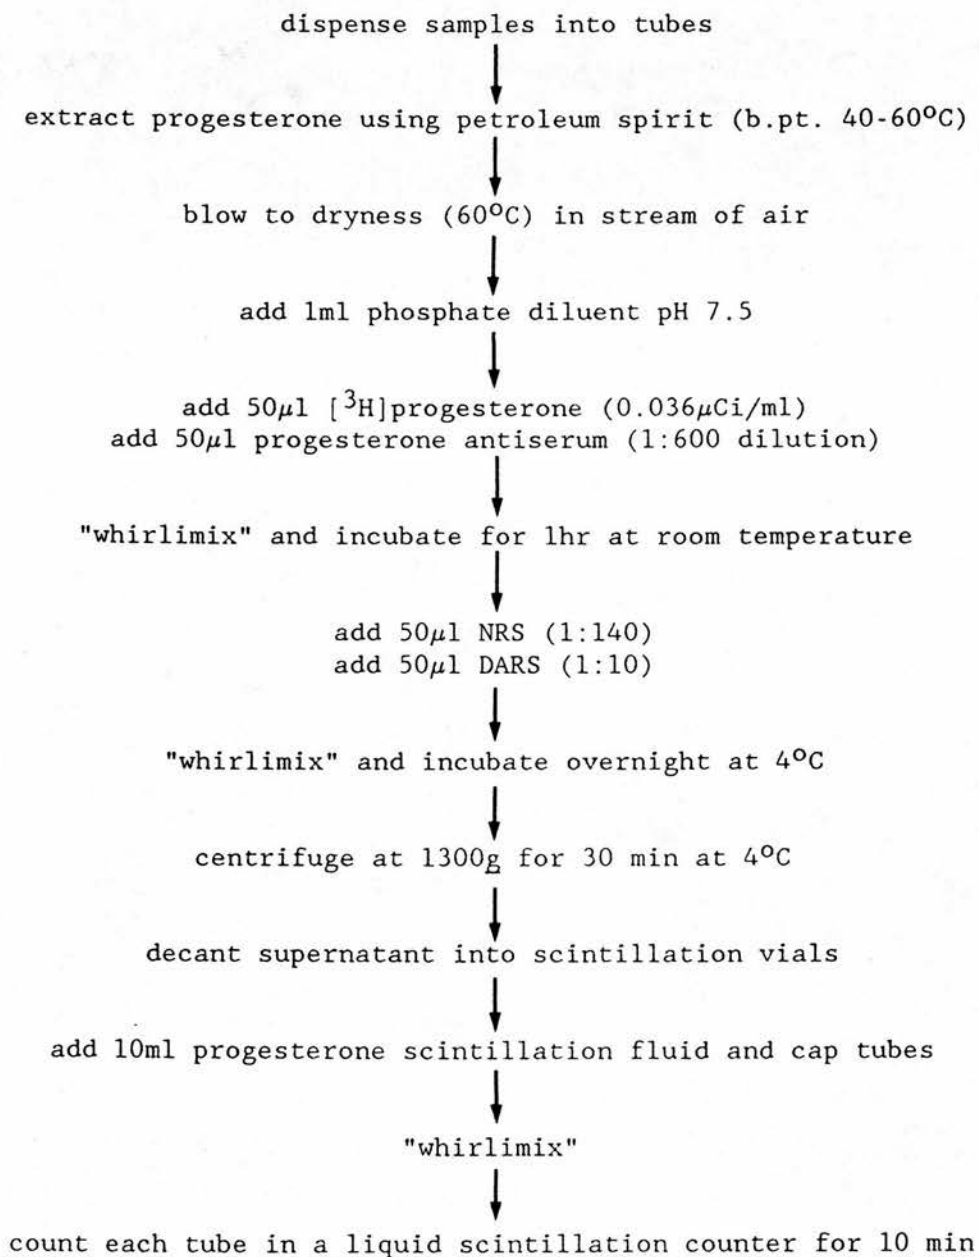 dispense samples into tubes
extract progesterone using petroleum spirit (b.pt. 40-60°C)
blow to dryness (60°C) in stream of air
add 1ml phosphate diluent pH 7.5
add 50µl [³H]progesterone (0.036µCi/ml)
add 50µl progesterone antiserum (1:600 dilution)
"whirlimix" and incubate for 1hr at room temperature
add 50µl NRS (1:140)
add 50µl DARS (1:10)
"whirlimix" and incubate overnight at 4°C
centrifuge at 1300g for 30 min at 4°C
decant supernatant into scintillation vials
add 10ml progesterone scintillation fluid and cap tubes
"whirlimix"
count each tube in a liquid scintillation counter for 10 min